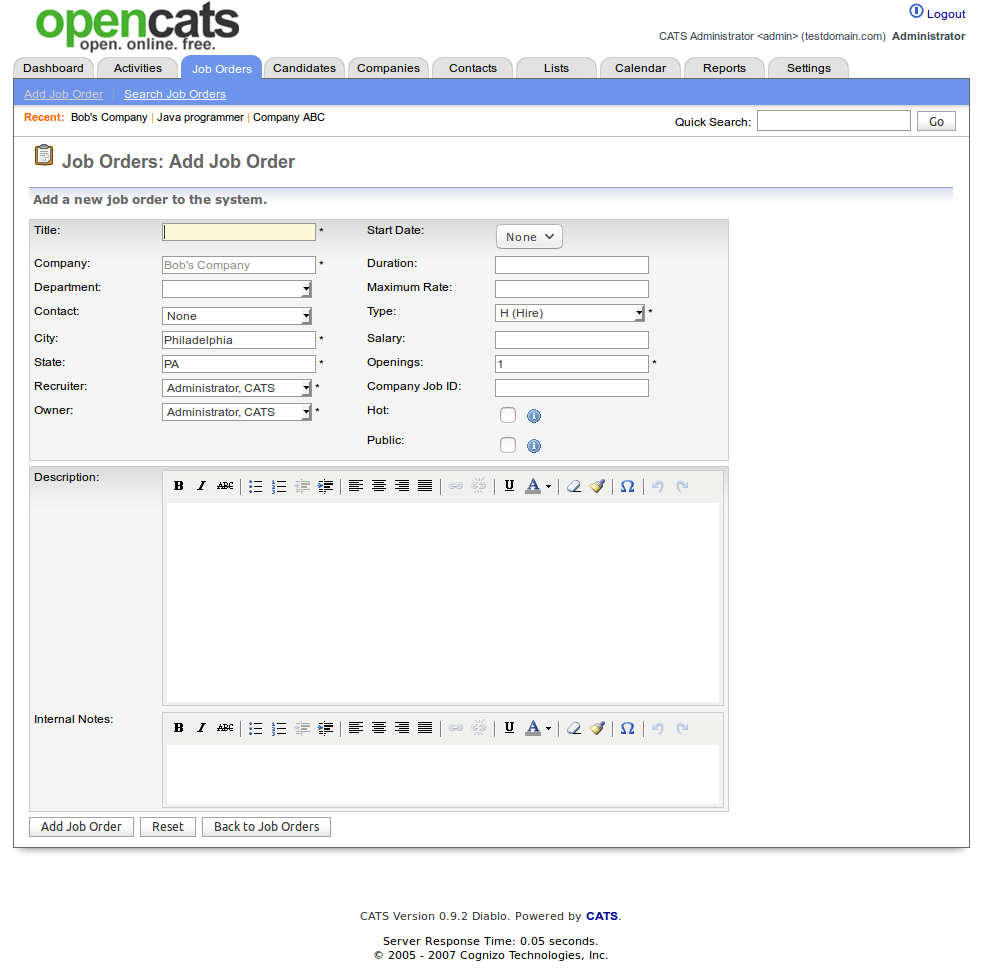 opencats
open. online. free.
Logout
CATS Administrator <admin> (testdomain.com) Administrator
Dashboard Activities Job Orders Candidates Companies Contacts Lists Calendar Reports Settings
Add Job Order Search Job Orders
Recent: Bob's Company | Java programmer | Company ABC
Quick Search: Go
Job Orders: Add Job Order
Add a new job order to the system.
Title: * Start Date: None
Company: Bob's Company * Duration:
Department: Maximum Rate:
Contact: None Type: H (Hire) *
City: Philadelphia * Salary:
State: PA * Openings: 1 *
Recruiter: Administrator, CATS * Company Job ID:
Owner: Administrator, CATS * Hot: i
Public: i
Description:
B I ABC U A Ω
Internal Notes:
B I ABC U A Ω
Add Job Order Reset Back to Job Orders
CATS Version 0.9.2 Diablo. Powered by CATS.
Server Response Time: 0.05 seconds.
© 2005 - 2007 Cognizo Technologies, Inc.